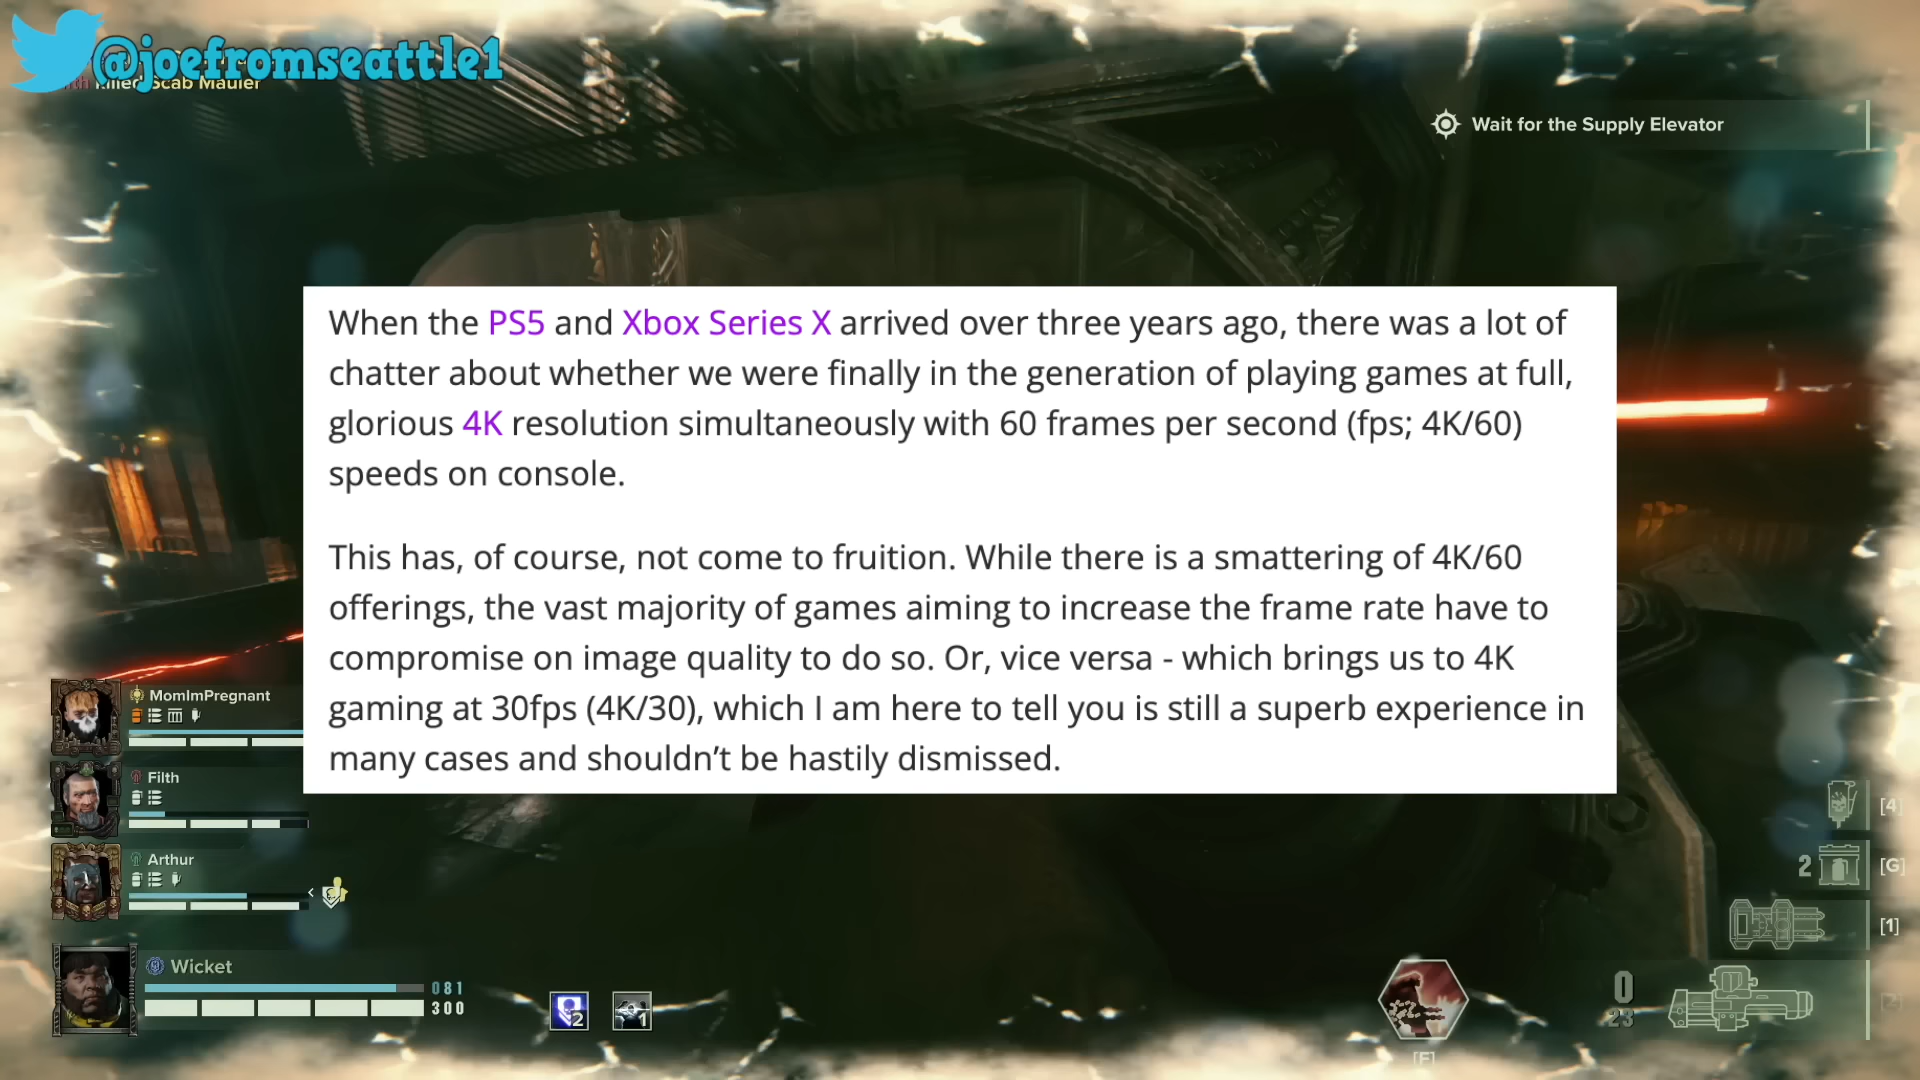 @joefromseattle1
killed Scab Mauler
Wait for the Supply Elevator
When the PS5 and Xbox Series X arrived over three years ago, there was a lot of
chatter about whether we were finally in the generation of playing games at full,
glorious 4K resolution simultaneously with 60 frames per second (fps; 4K/60)
speeds on console.
This has, of course, not come to fruition. While there is a smattering of 4K/60
offerings, the vast majority of games aiming to increase the frame rate have to
compromise on image quality to do so. Or, vice versa - which brings us to 4K
gaming at 30fps (4K/30), which I am here to tell you is still a superb experience in
many cases and shouldn’t be hastily dismissed.
MomImPregnant
Filth
Arthur
Wicket
081
300
2
1
[4]
2 [G]
[1]
0
23
[F]